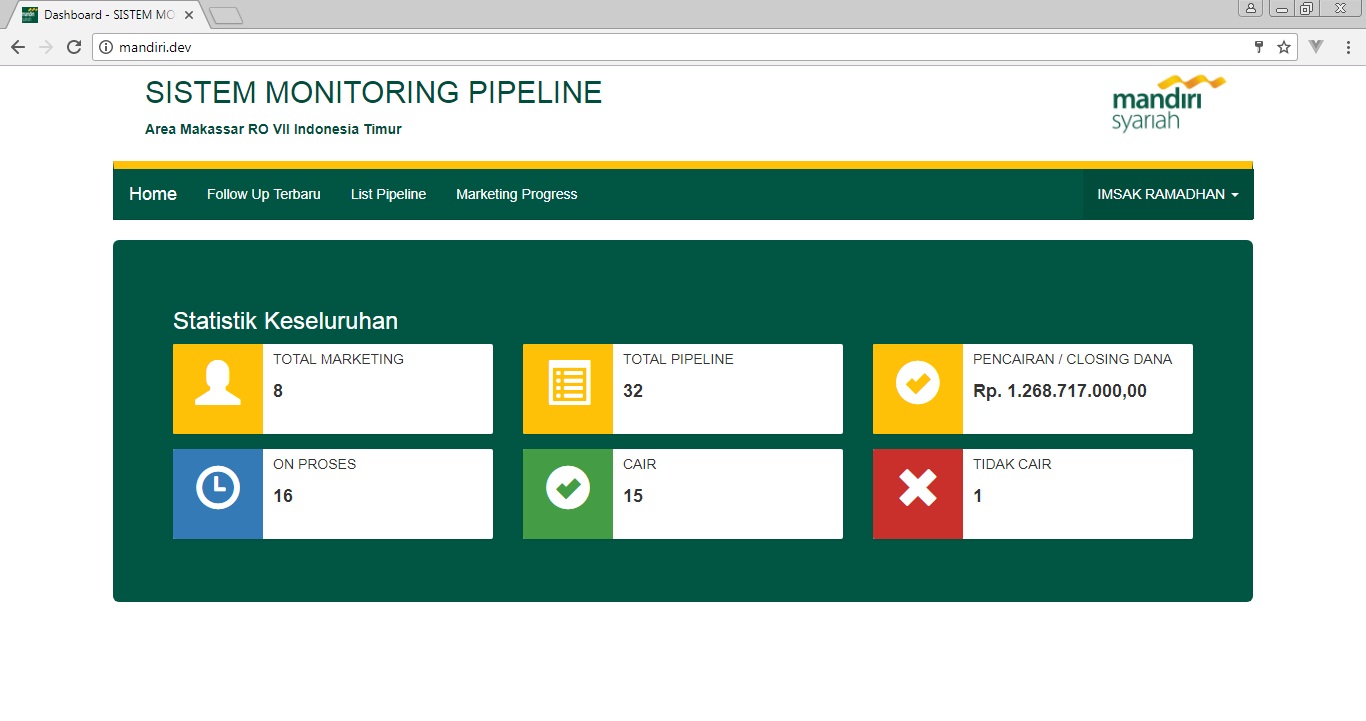 Dashboard - SISTEM MO
mandiri.dev
SISTEM MONITORING PIPELINE
Area Makassar RO VII Indonesia Timur
mandiri
syariah
Home Follow Up Terbaru List Pipeline Marketing Progress IMSAK RAMADHAN
Statistik Keseluruhan
TOTAL MARKETING
8
TOTAL PIPELINE
32
PENCAIRAN / CLOSING DANA
Rp. 1.268.717.000,00
ON PROSES
16
CAIR
15
TIDAK CAIR
1